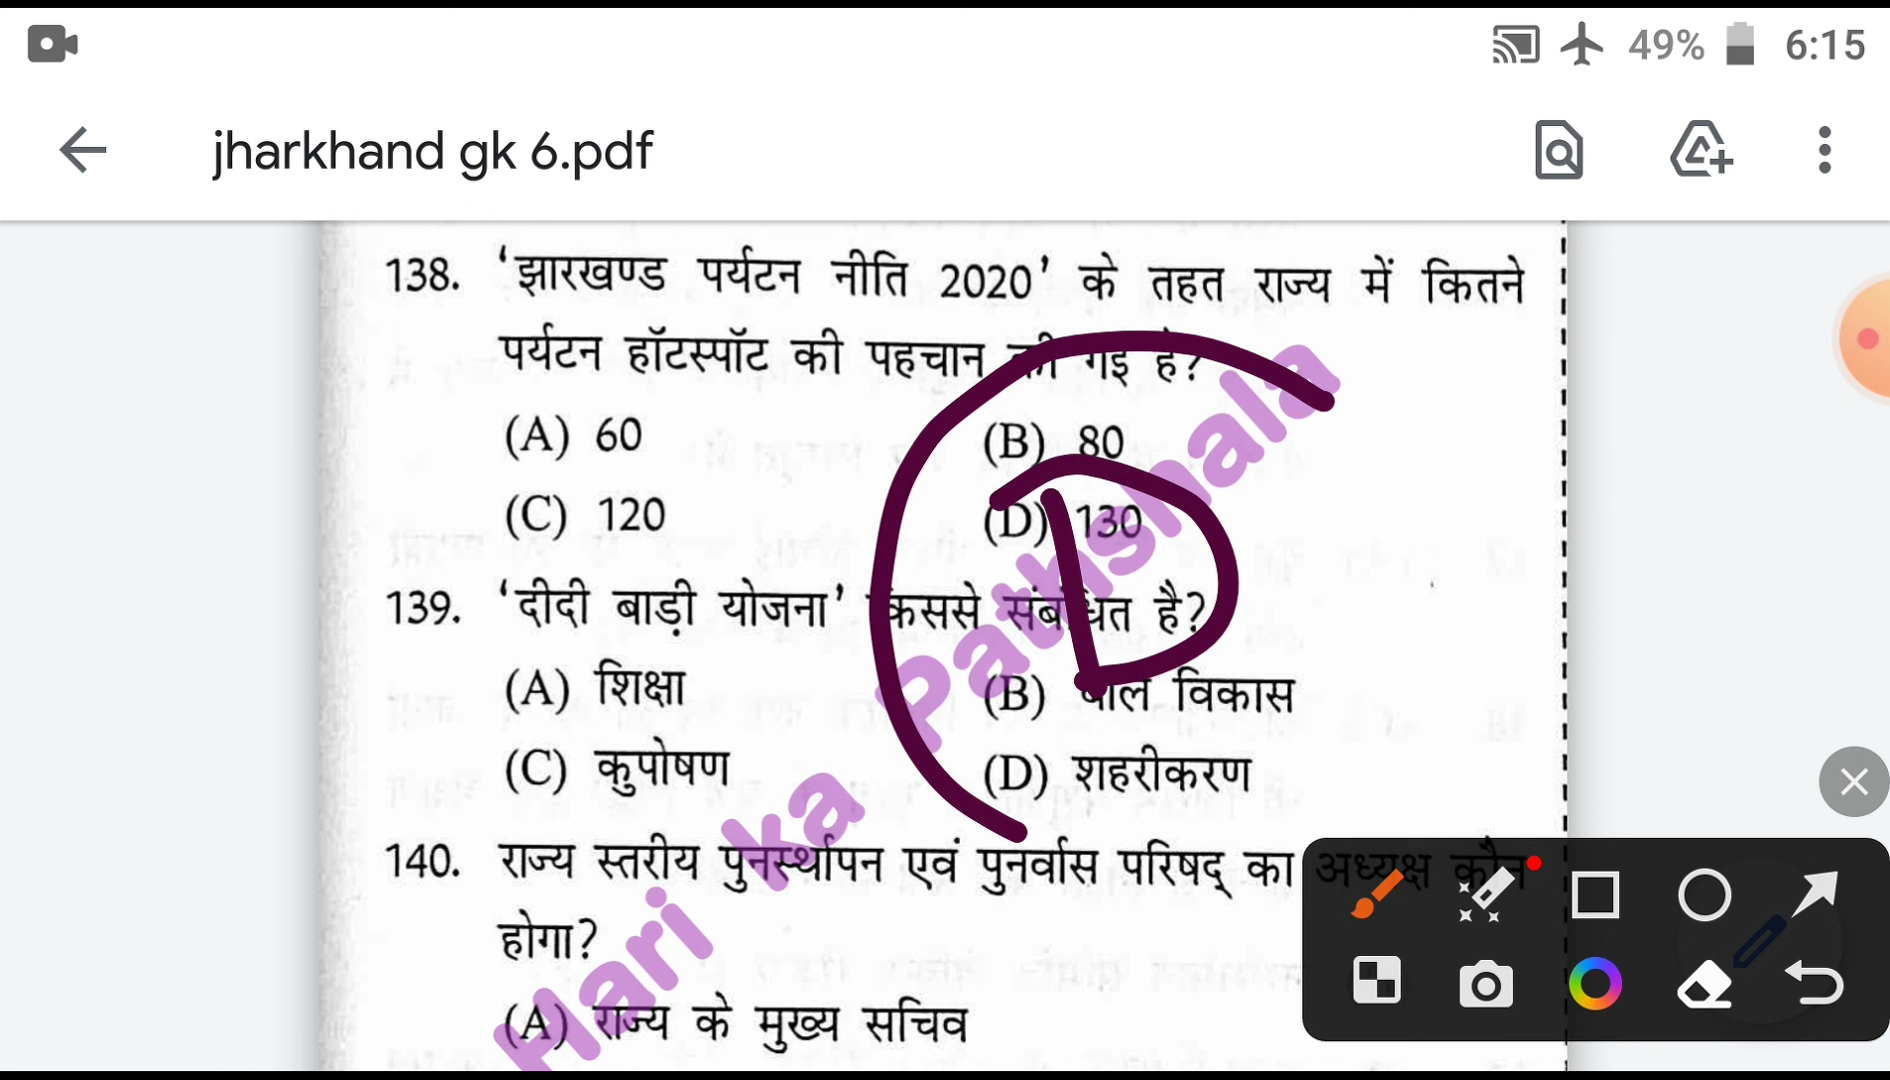 49% 6:15
jharkhand gk 6.pdf
138. 'झारखण्ड पर्यटन नीति 2020' के तहत राज्य में कितने
पर्यटन हॉटस्पॉट की पहचान की गई है?
(A) 60 (B) 80
(C) 120 (D) 130
139. 'दीदी बाड़ी योजना' किससे संबंधित है?
(A) शिक्षा (B) बाल विकास
(C) कुपोषण (D) शहरीकरण
140. राज्य स्तरीय पुनर्स्थापन एवं पुनर्वास परिषद् का अध्यक्ष कौन
होगा?
(A) राज्य के मुख्य सचिव
Hari ka Pathshala
D